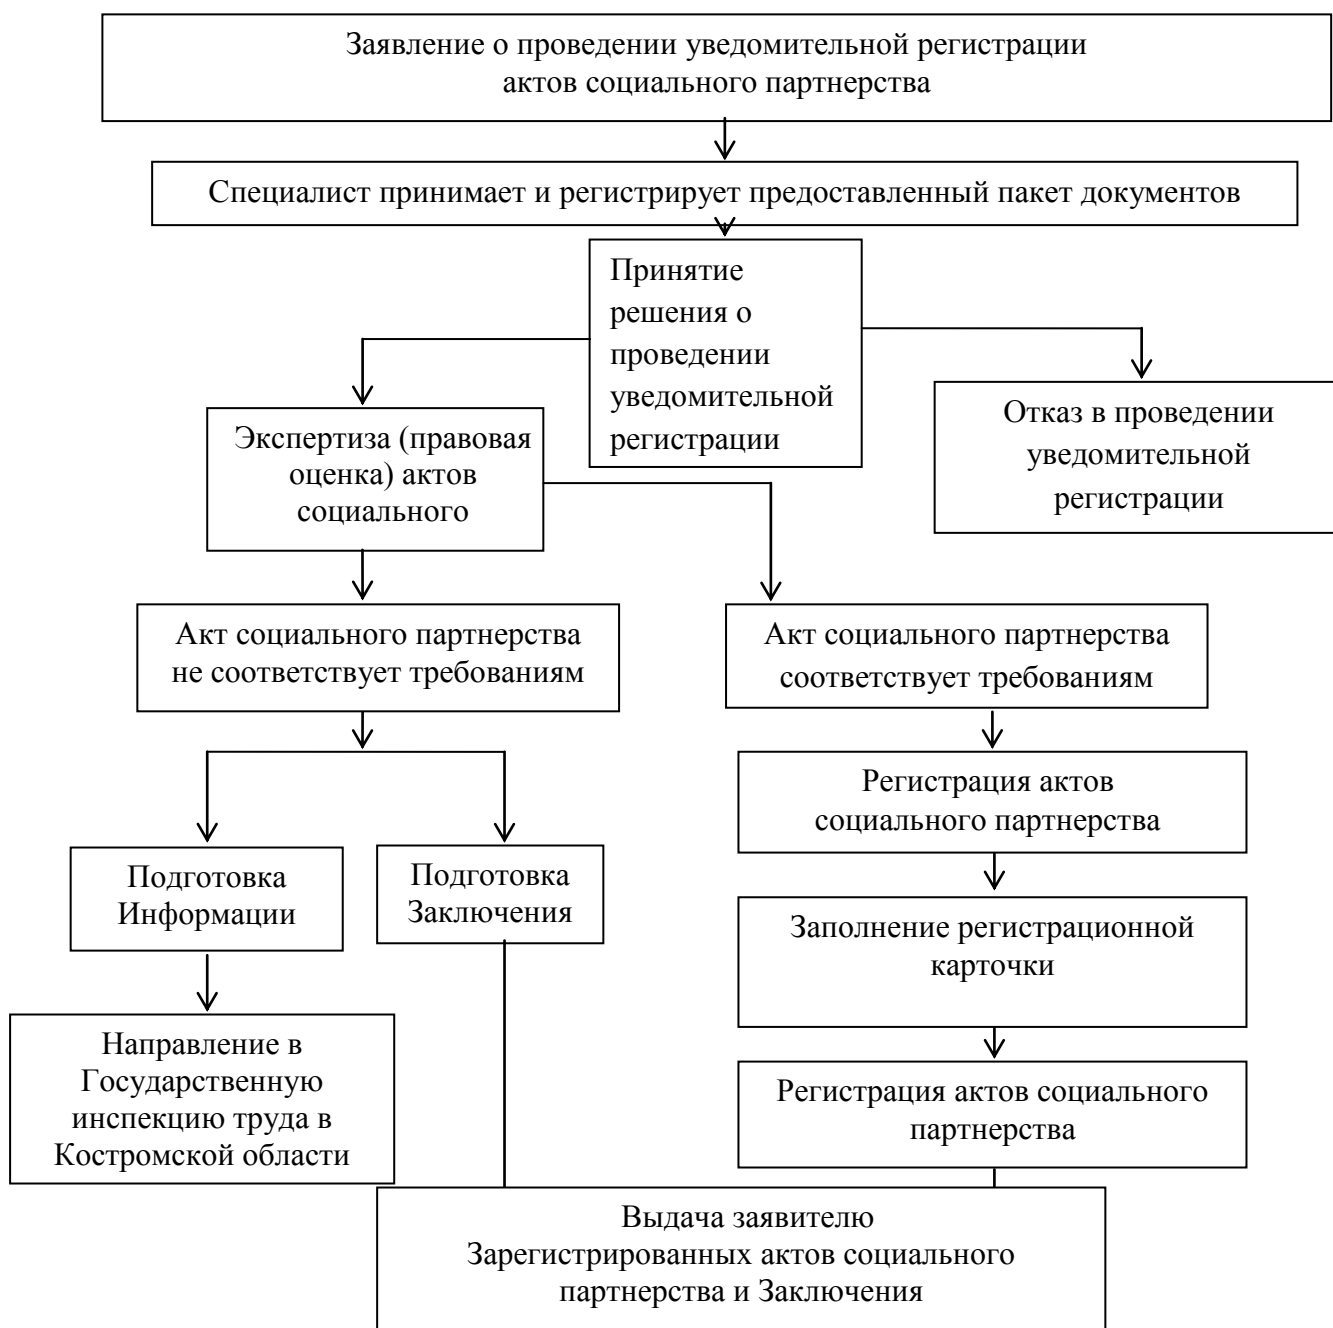 Заявление о проведении уведомительной регистрации
актов социального партнерства
Специалист принимает и регистрирует предоставленный пакет документов
Принятие
решения о
проведении
уведомительной
регистрации
Отказ в проведении
уведомительной
регистрации
Экспертиза (правовая
оценка) актов
социального
Акт социального партнерства
не соответствует требованиям
Акт социального партнерства
соответствует требованиям
Регистрация актов
социального партнерства
Подготовка
Информации
Подготовка
Заключения
Заполнение регистрационной
карточки
Направление в
Государственную
инспекцию труда в
Костромской области
Регистрация актов социального
партнерства
Выдача заявителю
Зарегистрированных актов социального
партнерства и Заключения